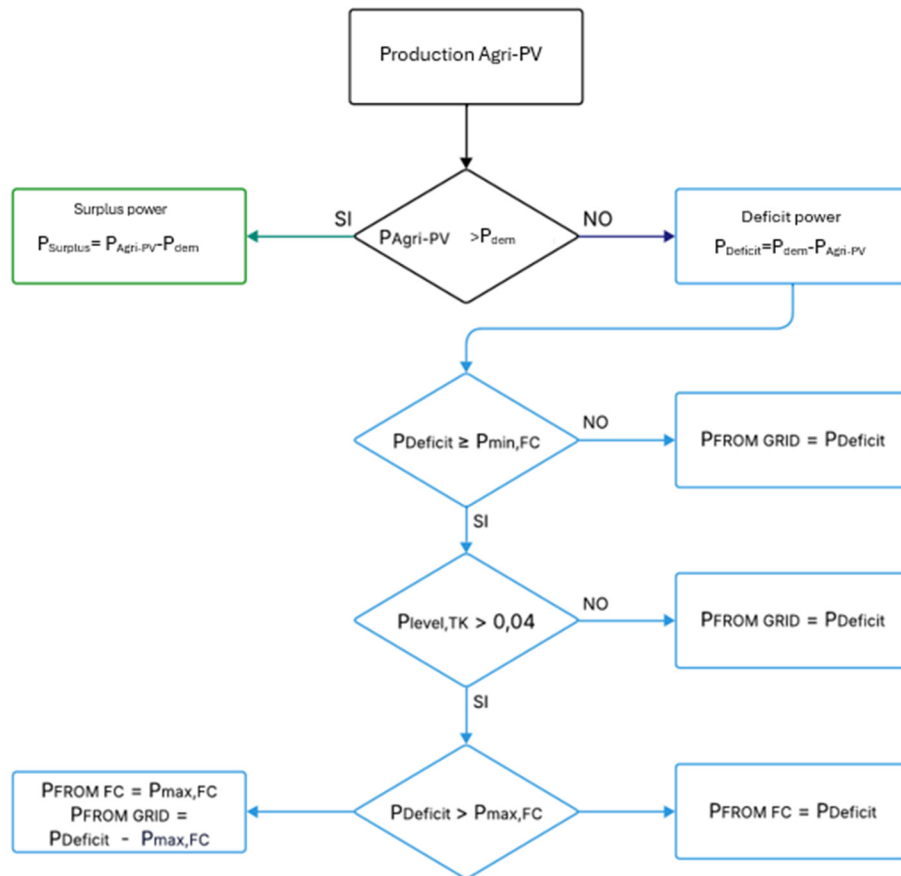 Production Agri-PV
Surplus power
PSurplus= PAgri-PV-Pdem
SI
PAgri-PV >Pdem
NO
Deficit power
PDeficit=Pdem-PAgri-PV
PDeficit ≥ Pmin,FC
NO
PFROM GRID = PDeficit
SI
Plevel,TK > 0,04
NO
PFROM GRID = PDeficit
SI
PFROM FC = Pmax,FC
PFROM GRID =
PDeficit - Pmax,FC
PDeficit > Pmax,FC
PFROM FC = PDeficit